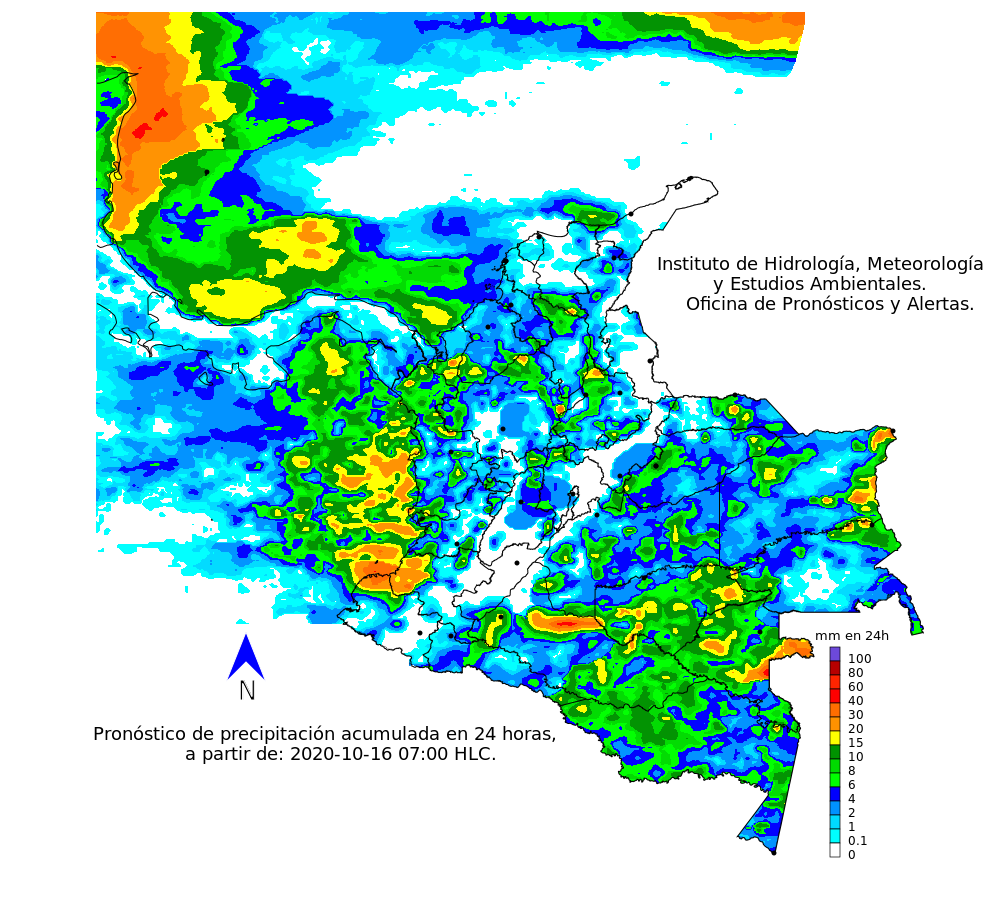 Instituto de Hidrología, Meteorología
y Estudios Ambientales.
Oficina de Pronósticos y Alertas.
mm en 24h
100
80
60
40
30
20
15
10
8
6
4
2
1
0.1
0
N
Pronóstico de precipitación acumulada en 24 horas,
a partir de: 2020-10-16 07:00 HLC.